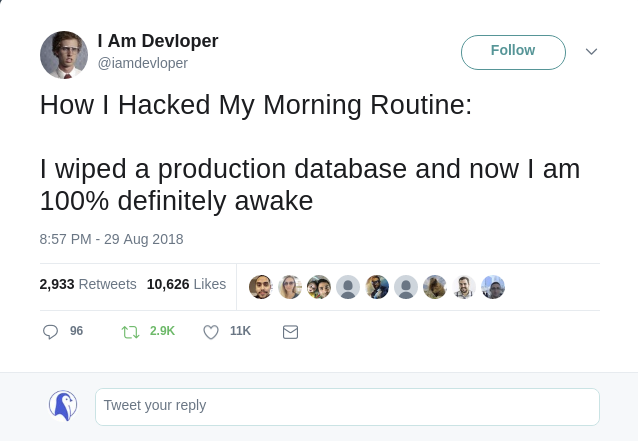 I Am Devloper
@iamdevloper
Follow
How I Hacked My Morning Routine:
I wiped a production database and now I am
100% definitely awake
8:57 PM - 29 Aug 2018
2,933 Retweets 10,626 Likes
96 2.9K 11K
Tweet your reply